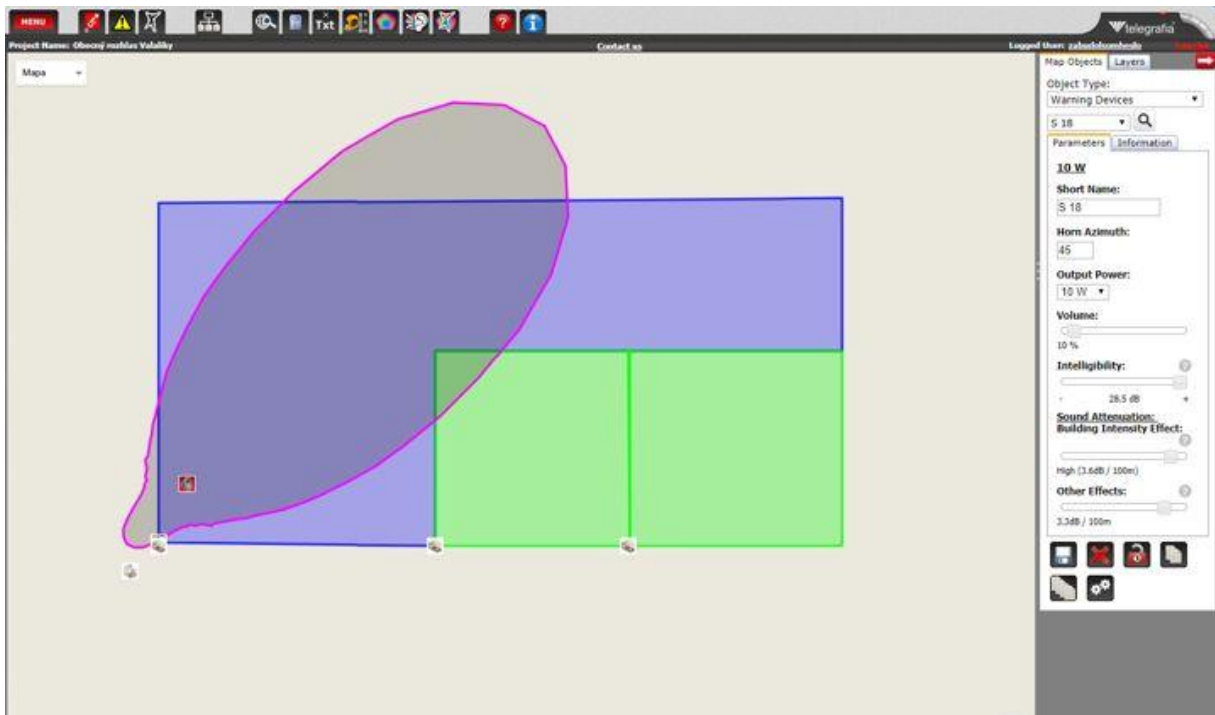 MENU
Txt
telegrafia
Project Name: Obecný rozhlas Valaliky
Contact us
Logged User:
Mapa
Map Objects
Layers
Object Type:
Warning Devices
S 18
Parameters
Information
10 W
Short Name:
S 18
Horn Azimuth:
45
Output Power:
10 W
Volume:
10 %
Intelligibility:
?
-
28.5 dB
+
Sound Attenuation:
Building Intensity Effect:
?
High (3.6dB / 100m)
Other Effects:
?
3.3dB / 100m